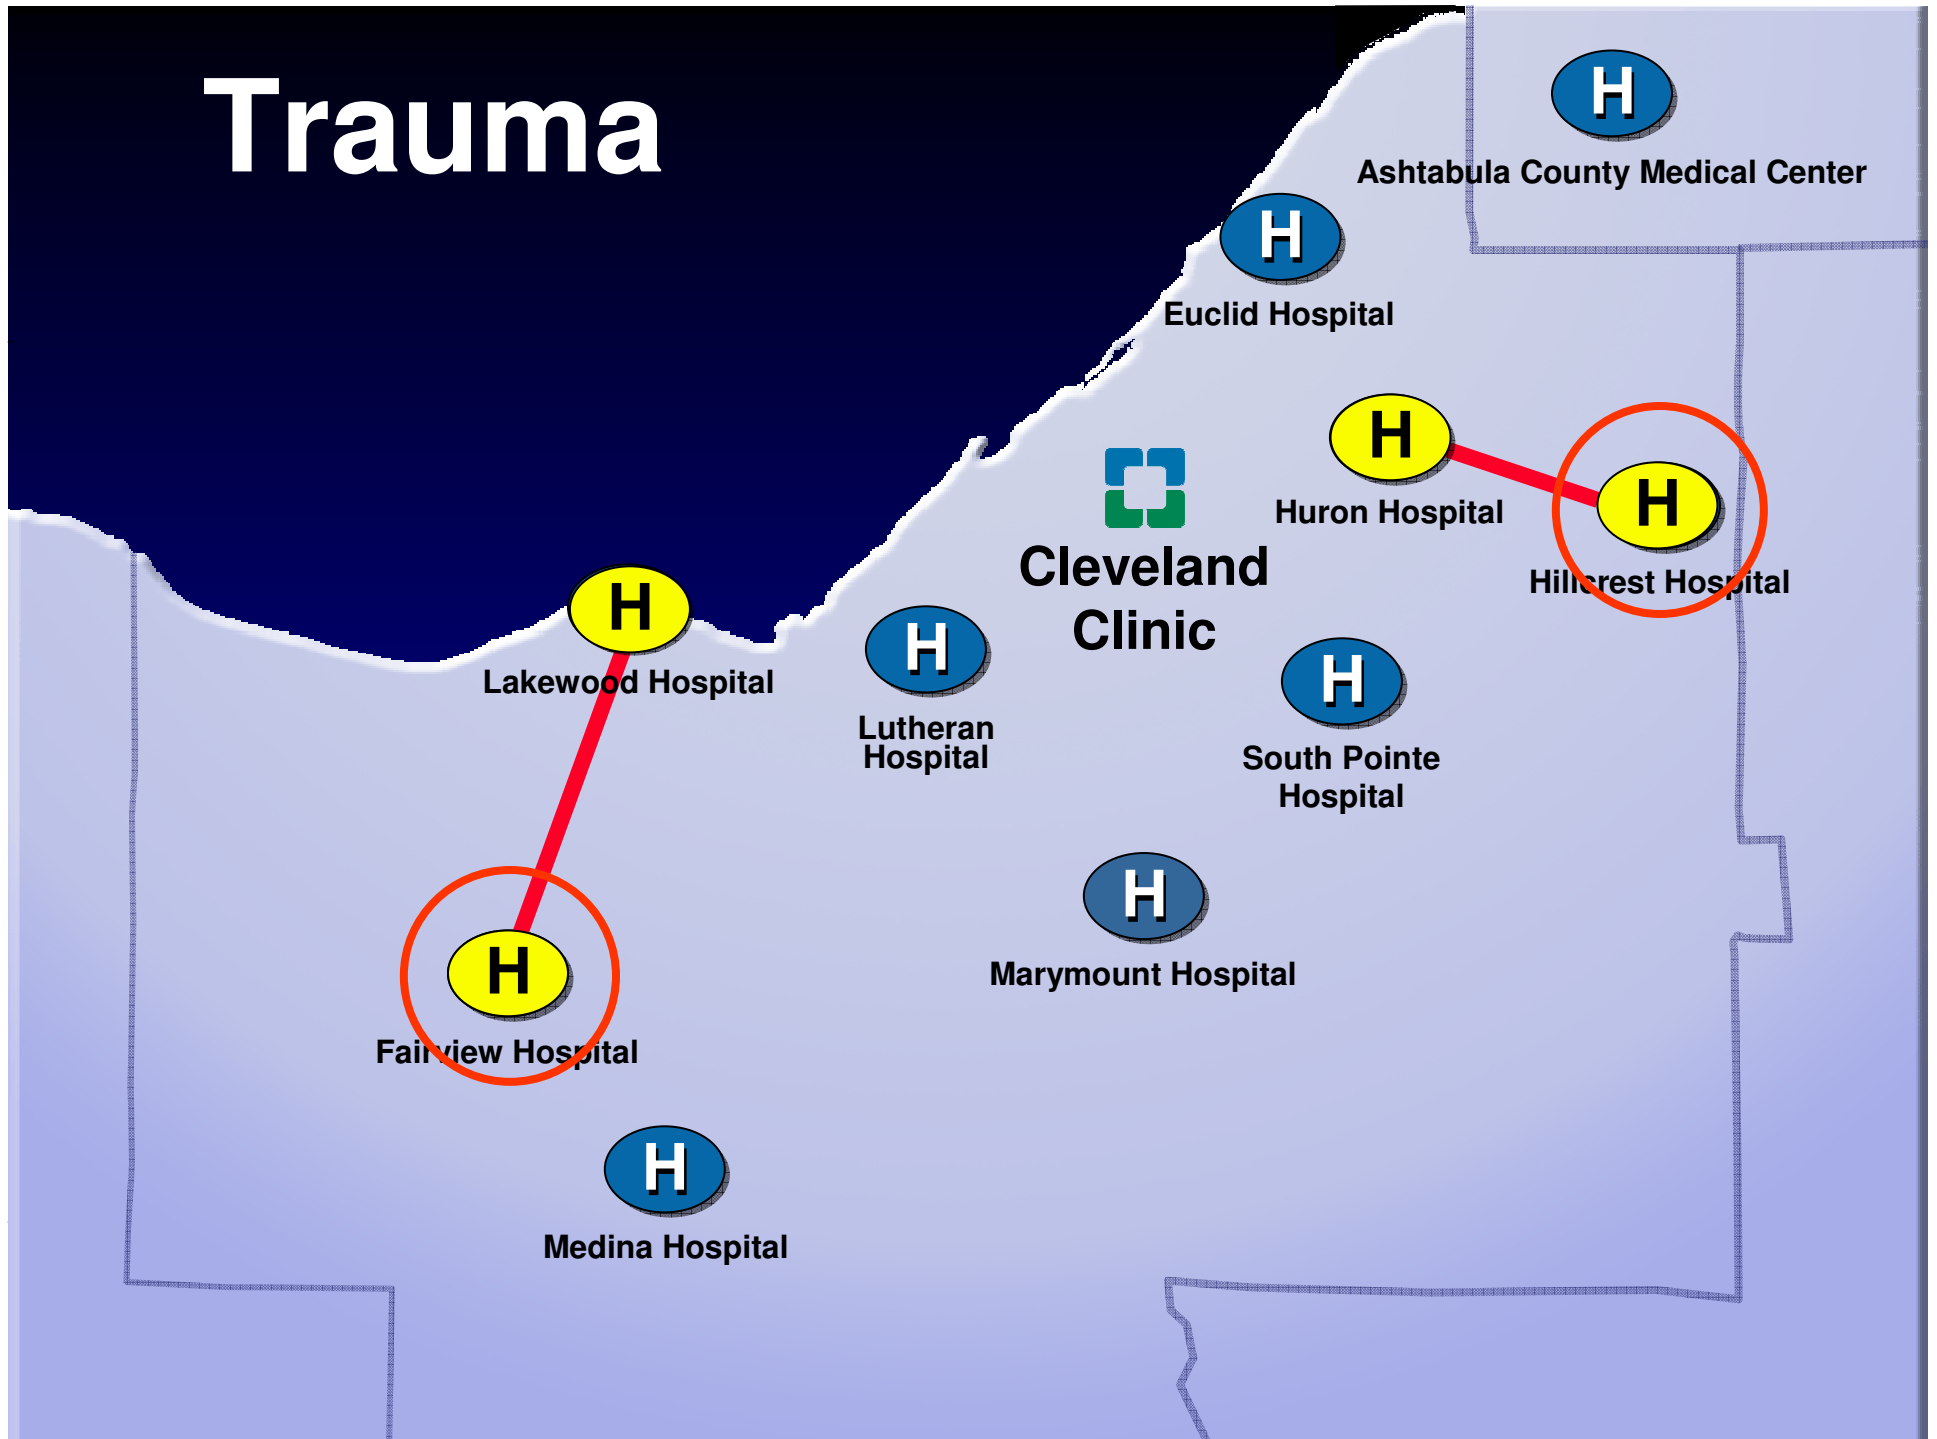 Trauma
H
Ashtabula County Medical Center
H
Euclid Hospital
H
Huron Hospital
H
Hillcrest Hospital
Cleveland
Clinic
H
Lakewood Hospital
H
Lutheran
Hospital
H
South Pointe
Hospital
H
Marymount Hospital
H
Fairview Hospital
H
Medina Hospital